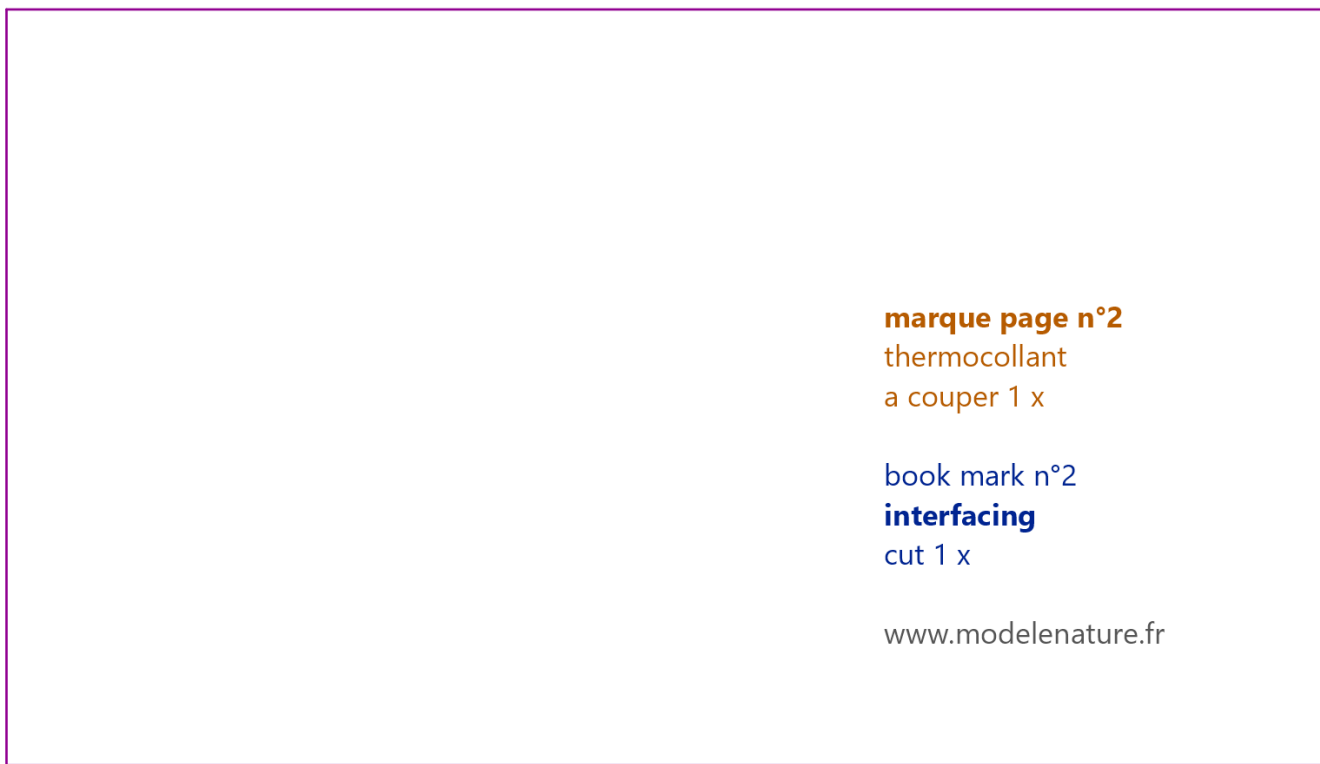 marque page n°2
thermocollant
a couper 1 x
book mark n°2
interfacing
cut 1 x
www.modelenature.fr